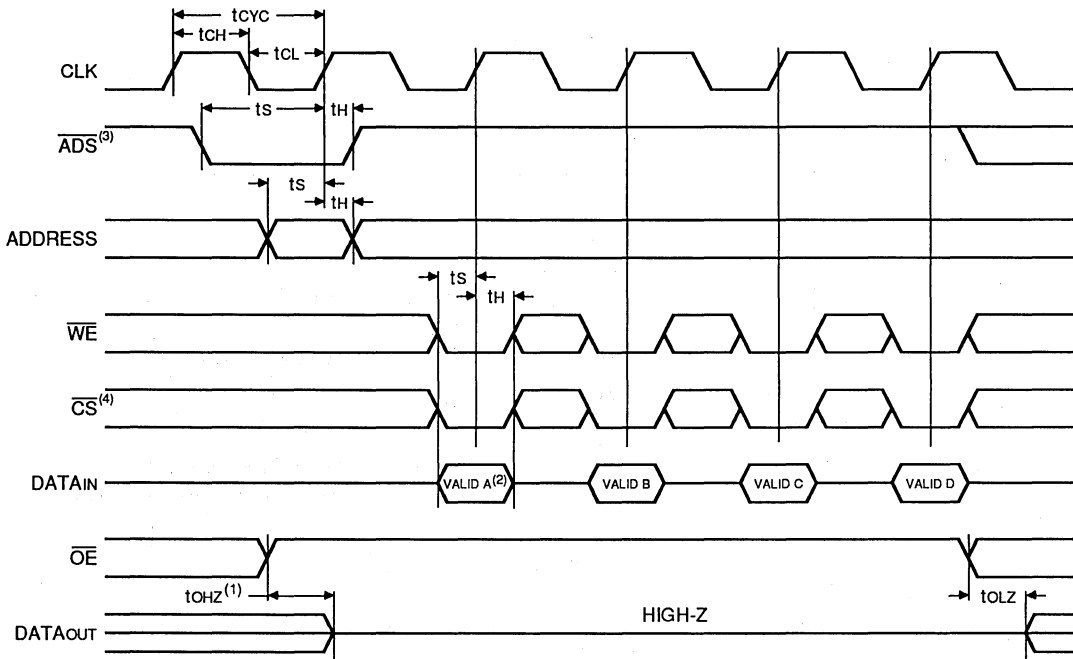 tCYC
tCH
tCL
CLK
tS
tH
ADS(3)
tS
tH
ADDRESS
tS
tH
WE
CS(4)
DATAIN
VALID A(2)
VALID B
VALID C
VALID D
OE
tOHZ(1)
tOLZ
HIGH-Z
DATAOUT